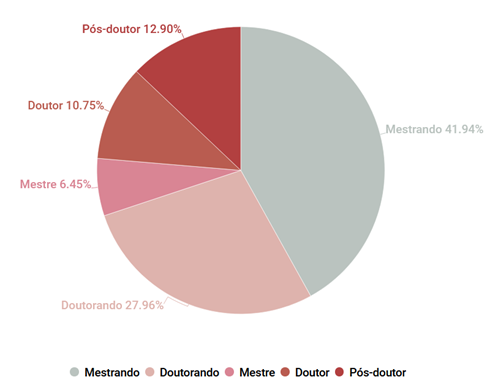 Pós-doutor 12.90%
Doutor 10.75%
Mestrando 41.94%
Mestre 6.45%
Doutorando 27.96%
Mestrando Doutorando Mestre Doutor Pós-doutor